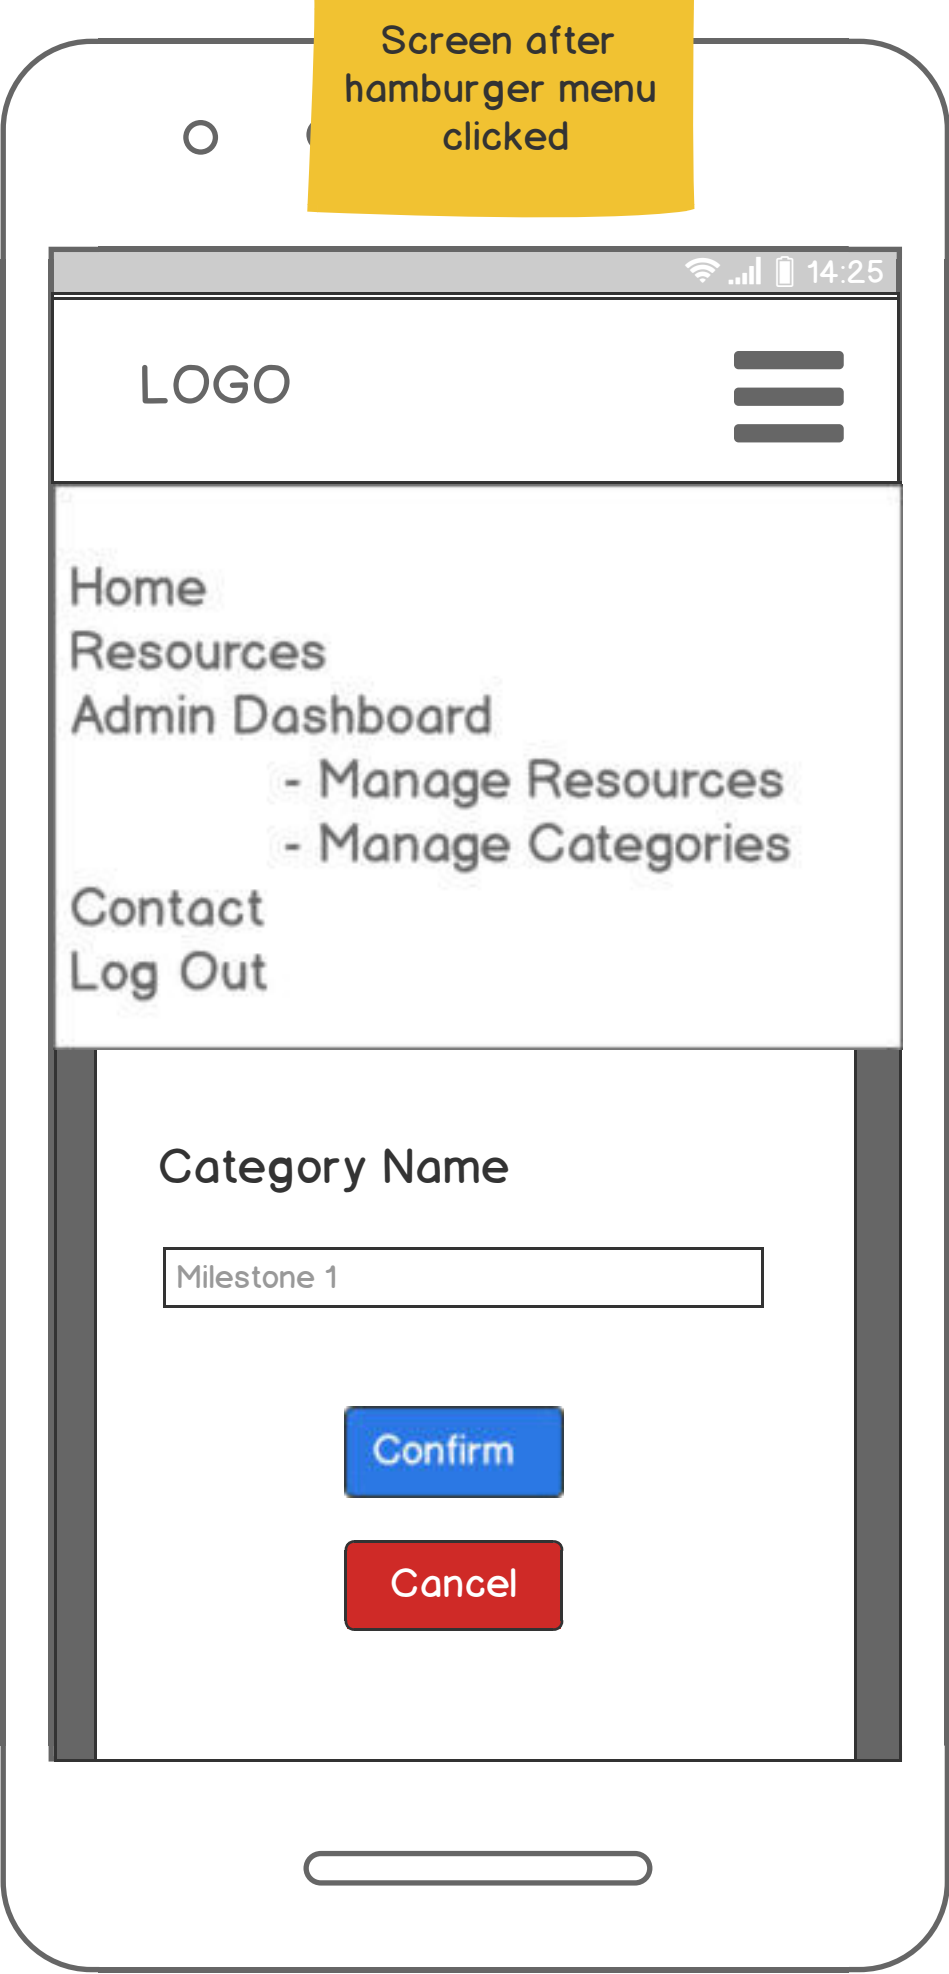 Screen after
hamburger menu
clicked
14:25
LOGO
Home
Resources
Admin Dashboard
- Manage Resources
- Manage Categories
Contact
Log Out
Category Name
Milestone 1
Confirm
Cancel